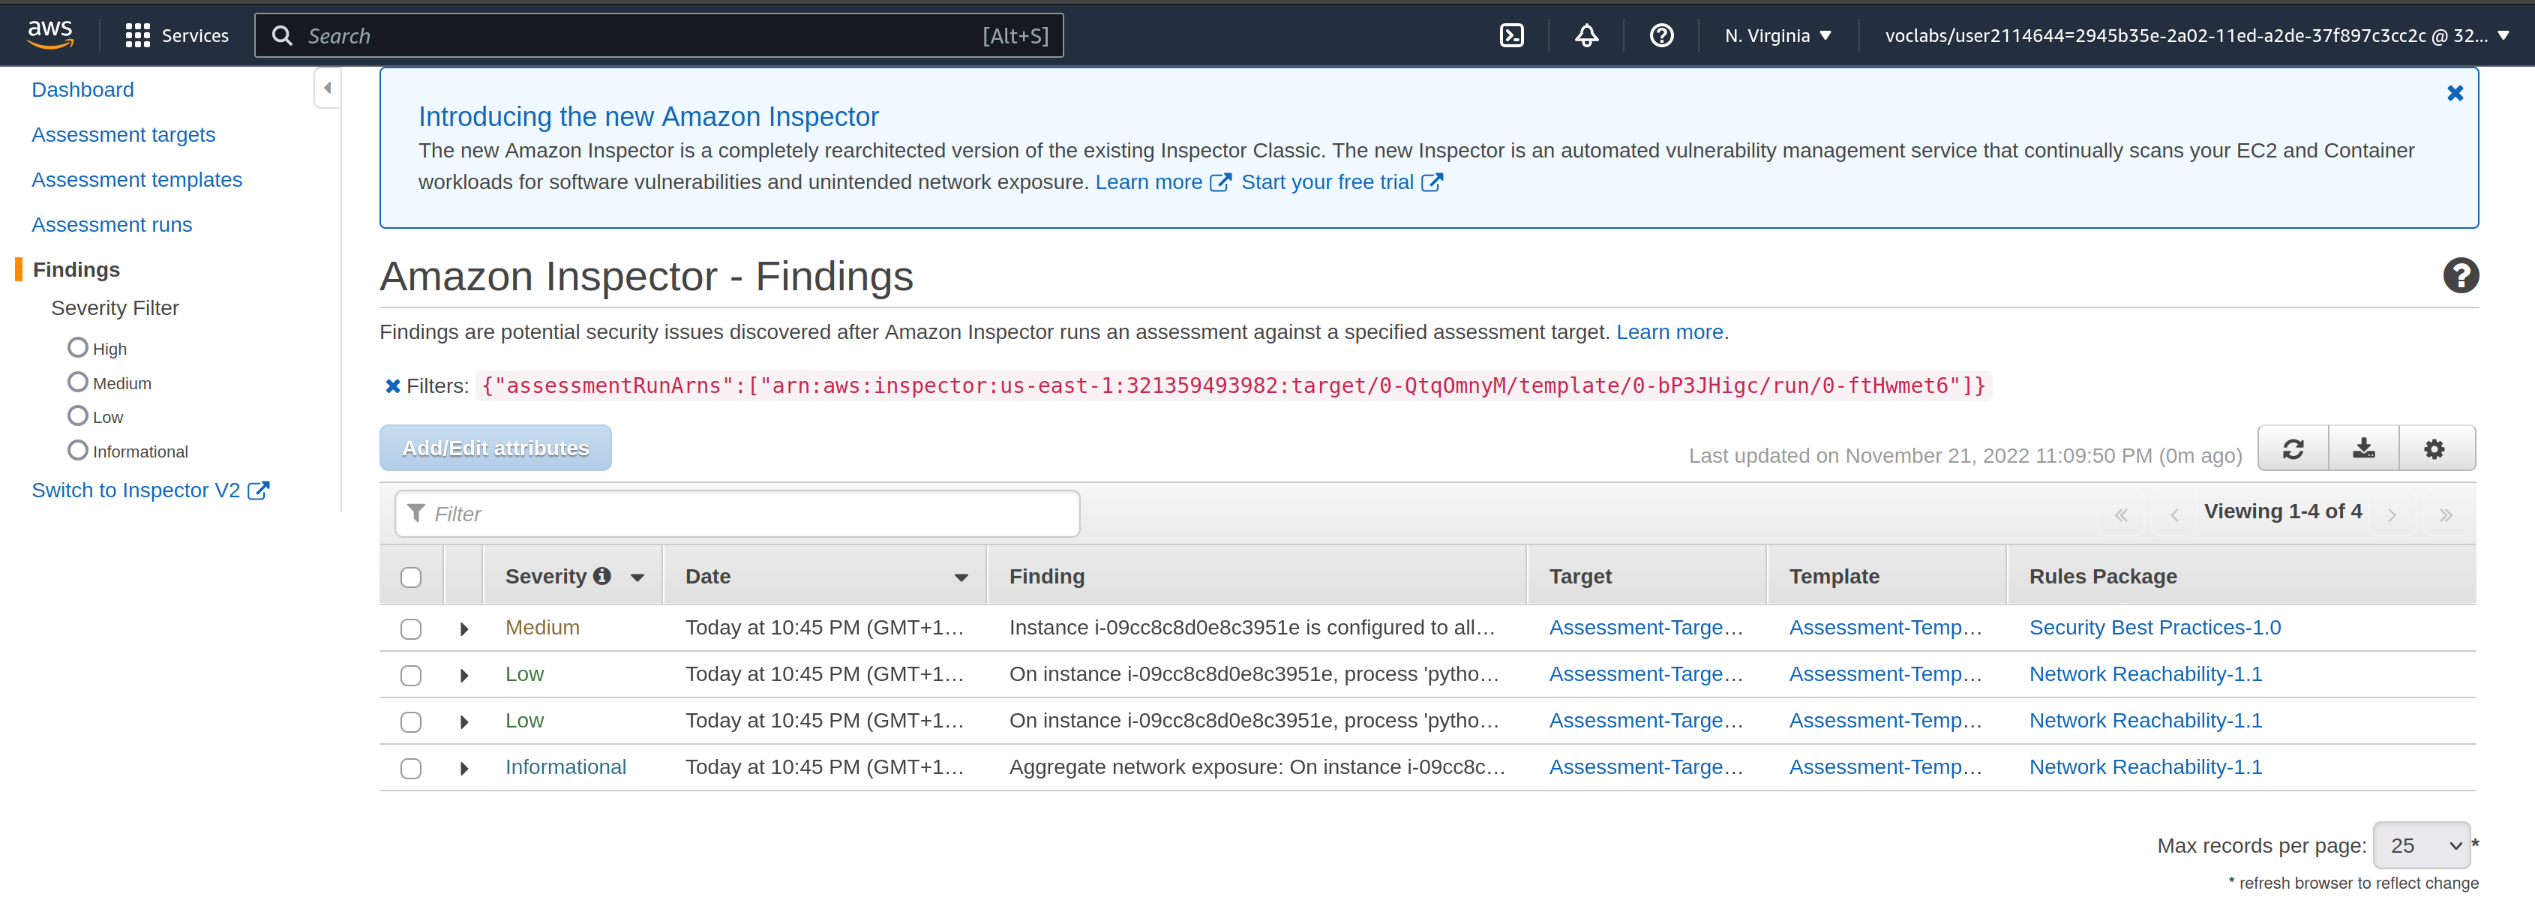 aws
Services
Search
[Alt+S]
N. Virginia
voclabs/user2114644=2945b35e-2a02-11ed-a2de-37f897c3cc2c @ 32...
Dashboard
Assessment targets
Assessment templates
Assessment runs
Findings
Severity Filter
High
Medium
Low
Informational
Switch to Inspector V2
Introducing the new Amazon Inspector
The new Amazon Inspector is a completely rearchitected version of the existing Inspector Classic. The new Inspector is an automated vulnerability management service that continually scans your EC2 and Container
workloads for software vulnerabilities and unintended network exposure. Learn more Start your free trial
Amazon Inspector - Findings
Findings are potential security issues discovered after Amazon Inspector runs an assessment against a specified assessment target. Learn more.
Filters: {"assessmentRunArns":["arn:aws:inspector:us-east-1:321359493982:target/0-QtqOmnyM/template/0-bP3JHigc/run/0-ftHwmet6"]}
Add/Edit attributes
Last updated on November 21, 2022 11:09:50 PM (0m ago)
Filter
« ‹ Viewing 1-4 of 4 › »
Severity Date Finding Target Template Rules Package
Medium Today at 10:45 PM (GMT+1… Instance i-09cc8c8d0e8c3951e is configured to all… Assessment-Targe… Assessment-Temp… Security Best Practices-1.0
Low Today at 10:45 PM (GMT+1… On instance i-09cc8c8d0e8c3951e, process 'pytho… Assessment-Targe… Assessment-Temp… Network Reachability-1.1
Low Today at 10:45 PM (GMT+1… On instance i-09cc8c8d0e8c3951e, process 'pytho… Assessment-Targe… Assessment-Temp… Network Reachability-1.1
Informational Today at 10:45 PM (GMT+1… Aggregate network exposure: On instance i-09cc8c… Assessment-Targe… Assessment-Temp… Network Reachability-1.1
Max records per page: 25 *
* refresh browser to reflect change